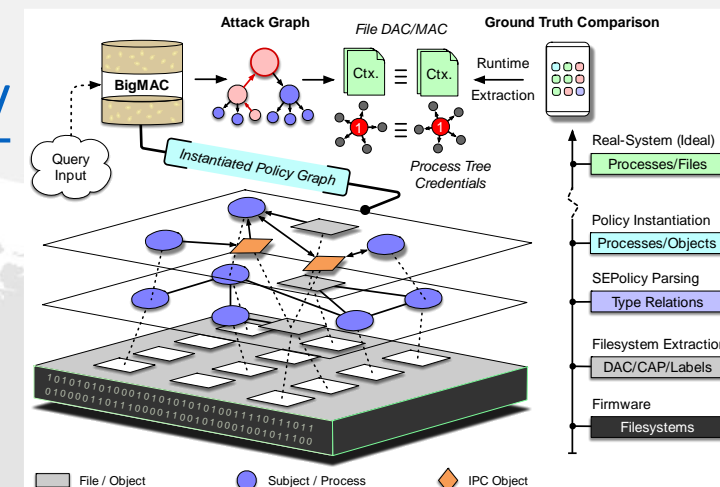 Attack Graph
File DAC/MAC
Ground Truth Comparison
BigMAC
Ctx.
Ctx.
Runtime
Extraction
1
1
Query
Input
Instantiated Policy Graph
Process Tree
Credentials
Real-System (Ideal)
Processes/Files
Policy Instantiation
Processes/Objects
SEPolicy Parsing
Type Relations
Filesystem Extraction
DAC/CAP/Labels
Firmware
Filesystems
File / Object
Subject / Process
IPC Object